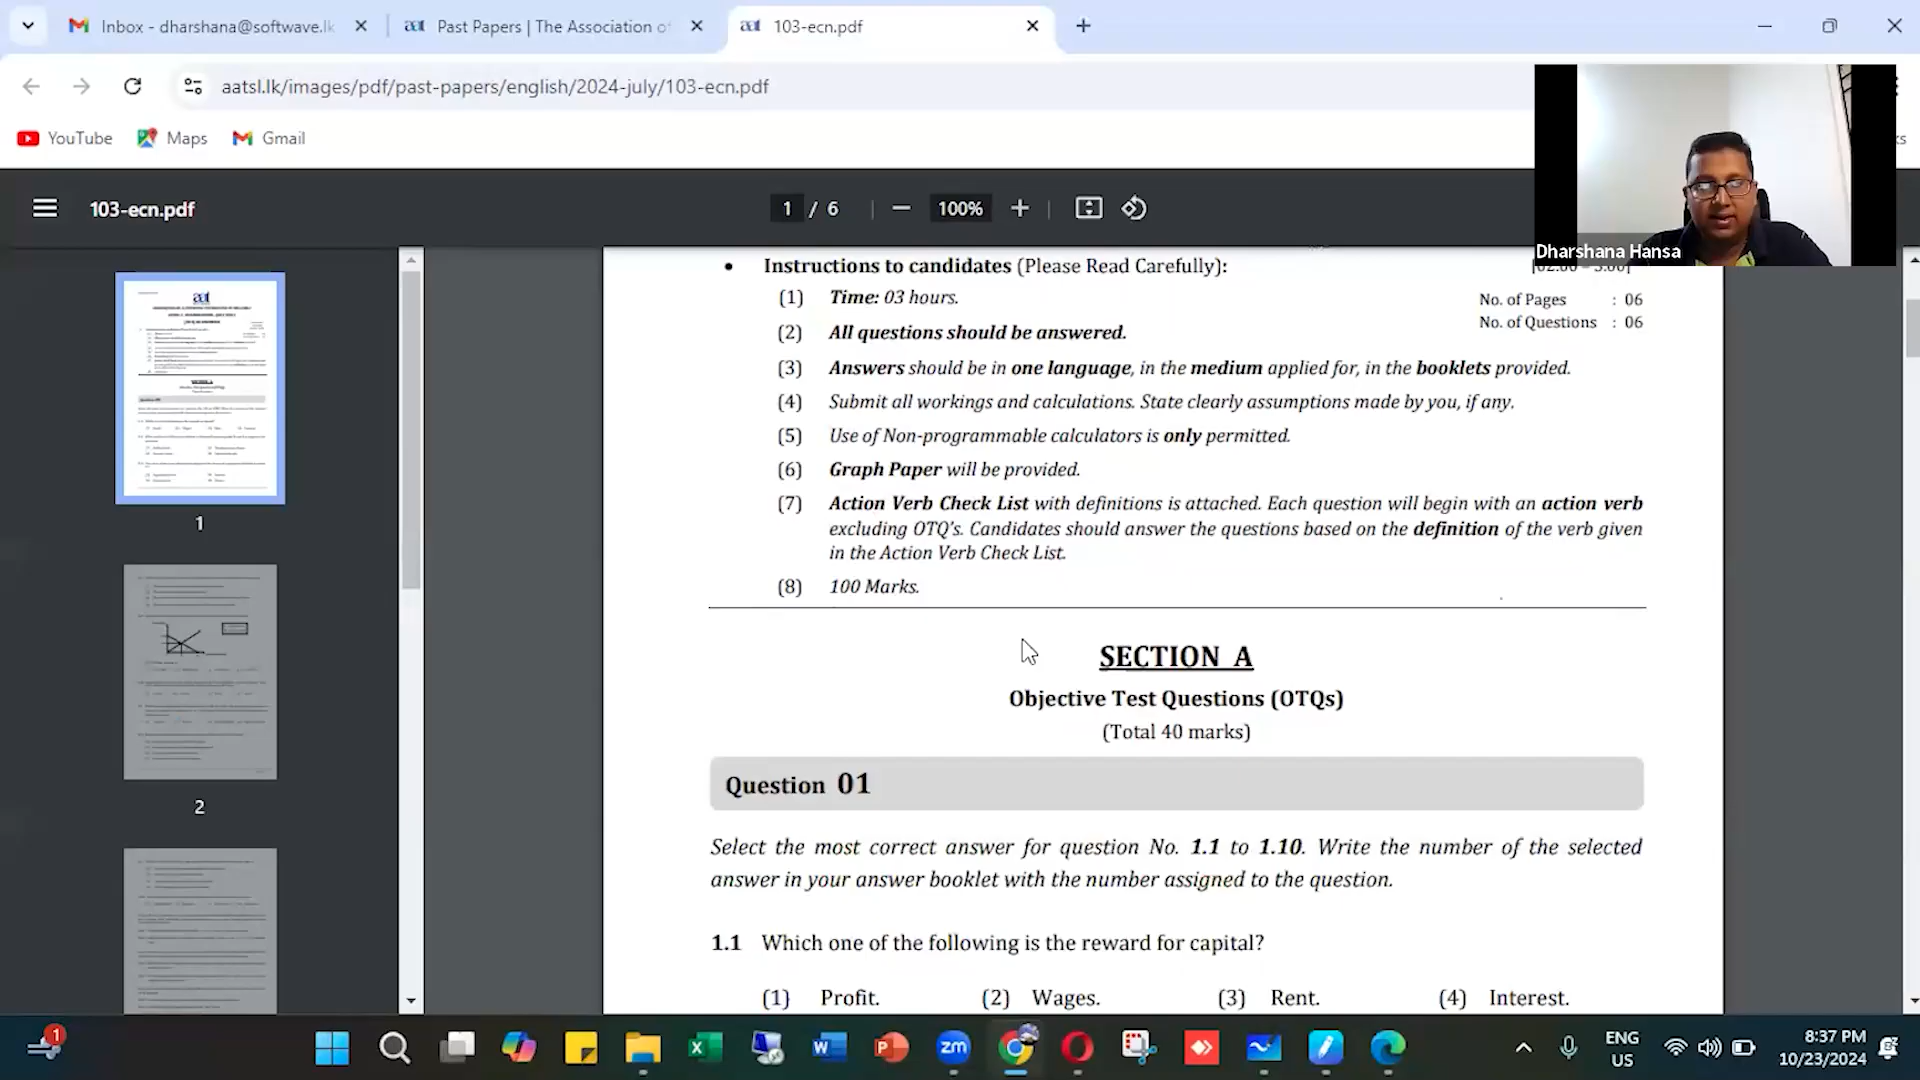 Inbox - dharshana@softwave.lk
Past Papers | The Association of
103-ecn.pdf
aatsl.lk/images/pdf/past-papers/english/2024-july/103-ecn.pdf
YouTube
Maps
Gmail
103-ecn.pdf
1 / 6
100%
Dharshana Hansa
• Instructions to candidates (Please Read Carefully):
(1) Time: 03 hours.
No. of Pages : 06
No. of Questions : 06
(2) All questions should be answered.
(3) Answers should be in one language, in the medium applied for, in the booklets provided.
(4) Submit all workings and calculations. State clearly assumptions made by you, if any.
(5) Use of Non-programmable calculators is only permitted.
(6) Graph Paper will be provided.
(7) Action Verb Check List with definitions is attached. Each question will begin with an action verb
excluding OTQ's. Candidates should answer the questions based on the definition of the verb given
in the Action Verb Check List.
(8) 100 Marks.
SECTION A
Objective Test Questions (OTQs)
(Total 40 marks)
Question 01
Select the most correct answer for question No. 1.1 to 1.10. Write the number of the selected
answer in your answer booklet with the number assigned to the question.
1.1 Which one of the following is the reward for capital?
(1) Profit. (2) Wages. (3) Rent. (4) Interest.
1
2
1
zm
ENG
US
8:37 PM
10/23/2024